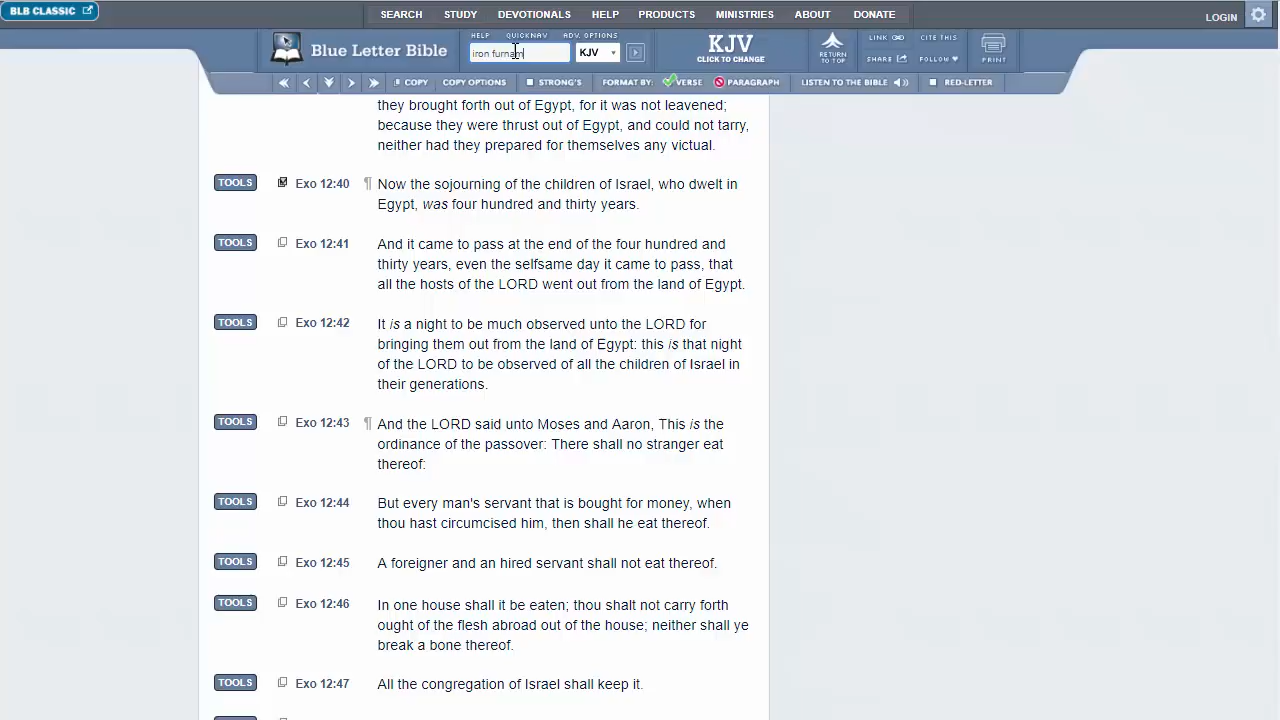 BLB CLASSIC
SEARCH STUDY DEVOTIONALS HELP PRODUCTS MINISTRIES ABOUT DONATE
LOGIN
HELP QUICKNAV ADV. OPTIONS
Blue Letter Bible
iron furnam
KJV
KJV
CLICK TO CHANGE
RETURN
TO TOP
LINK CITE THIS
SHARE FOLLOW
PRINT
COPY COPY OPTIONS STRONG'S FORMAT BY: VERSE PARAGRAPH LISTEN TO THE BIBLE RED-LETTER
they brought forth out of Egypt, for it was not leavened;
because they were thrust out of Egypt, and could not tarry,
neither had they prepared for themselves any victual.
TOOLS Exo 12:40 ¶ Now the sojourning of the children of Israel, who dwelt in
Egypt, was four hundred and thirty years.
TOOLS Exo 12:41 And it came to pass at the end of the four hundred and
thirty years, even the selfsame day it came to pass, that
all the hosts of the LORD went out from the land of Egypt.
TOOLS Exo 12:42 It is a night to be much observed unto the LORD for
bringing them out from the land of Egypt: this is that night
of the LORD to be observed of all the children of Israel in
their generations.
TOOLS Exo 12:43 ¶ And the LORD said unto Moses and Aaron, This is the
ordinance of the passover: There shall no stranger eat
thereof:
TOOLS Exo 12:44 But every man's servant that is bought for money, when
thou hast circumcised him, then shall he eat thereof.
TOOLS Exo 12:45 A foreigner and an hired servant shall not eat thereof.
TOOLS Exo 12:46 In one house shall it be eaten; thou shalt not carry forth
ought of the flesh abroad out of the house; neither shall ye
break a bone thereof.
TOOLS Exo 12:47 All the congregation of Israel shall keep it.